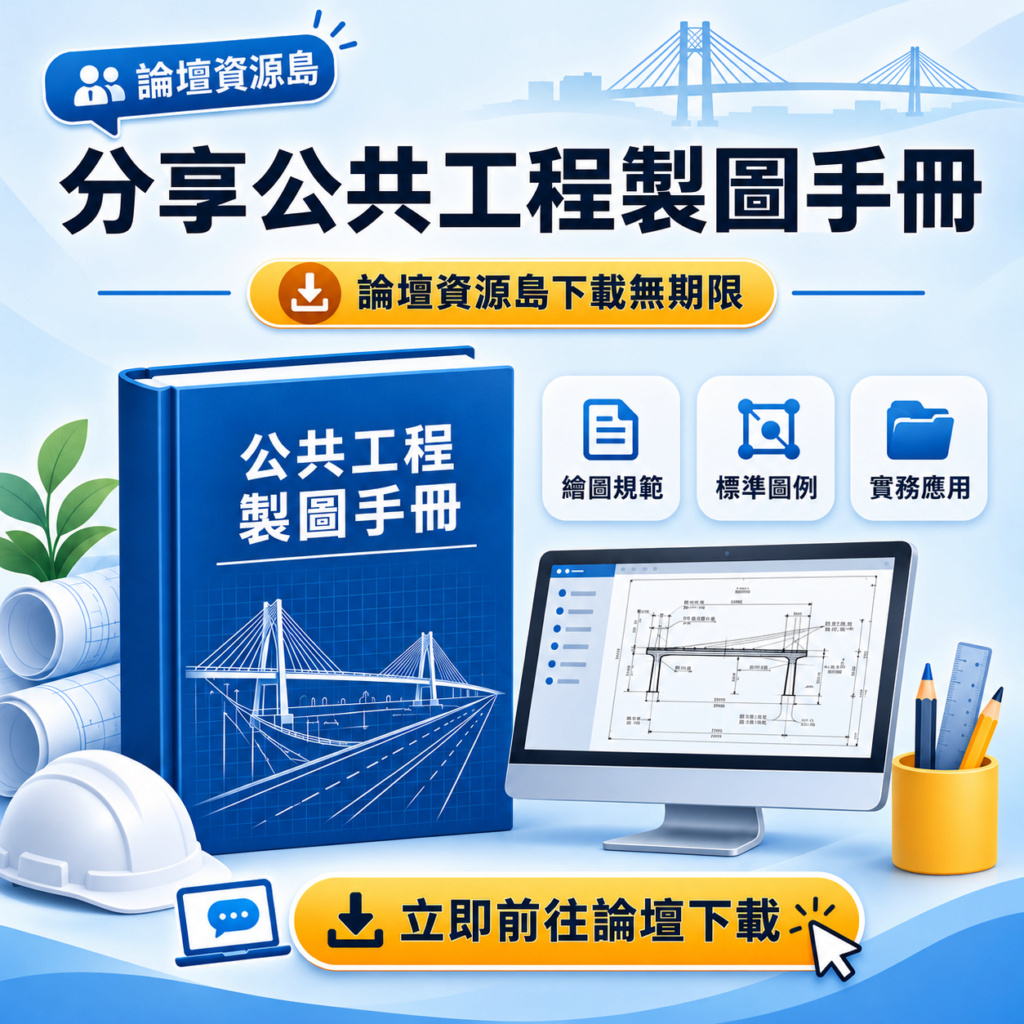 論壇資源島
分享公共工程製圖手冊
論壇資源島下載無期限
公共工程
製圖手冊
繪圖規範
標準圖例
實務應用
立即前往論壇下載